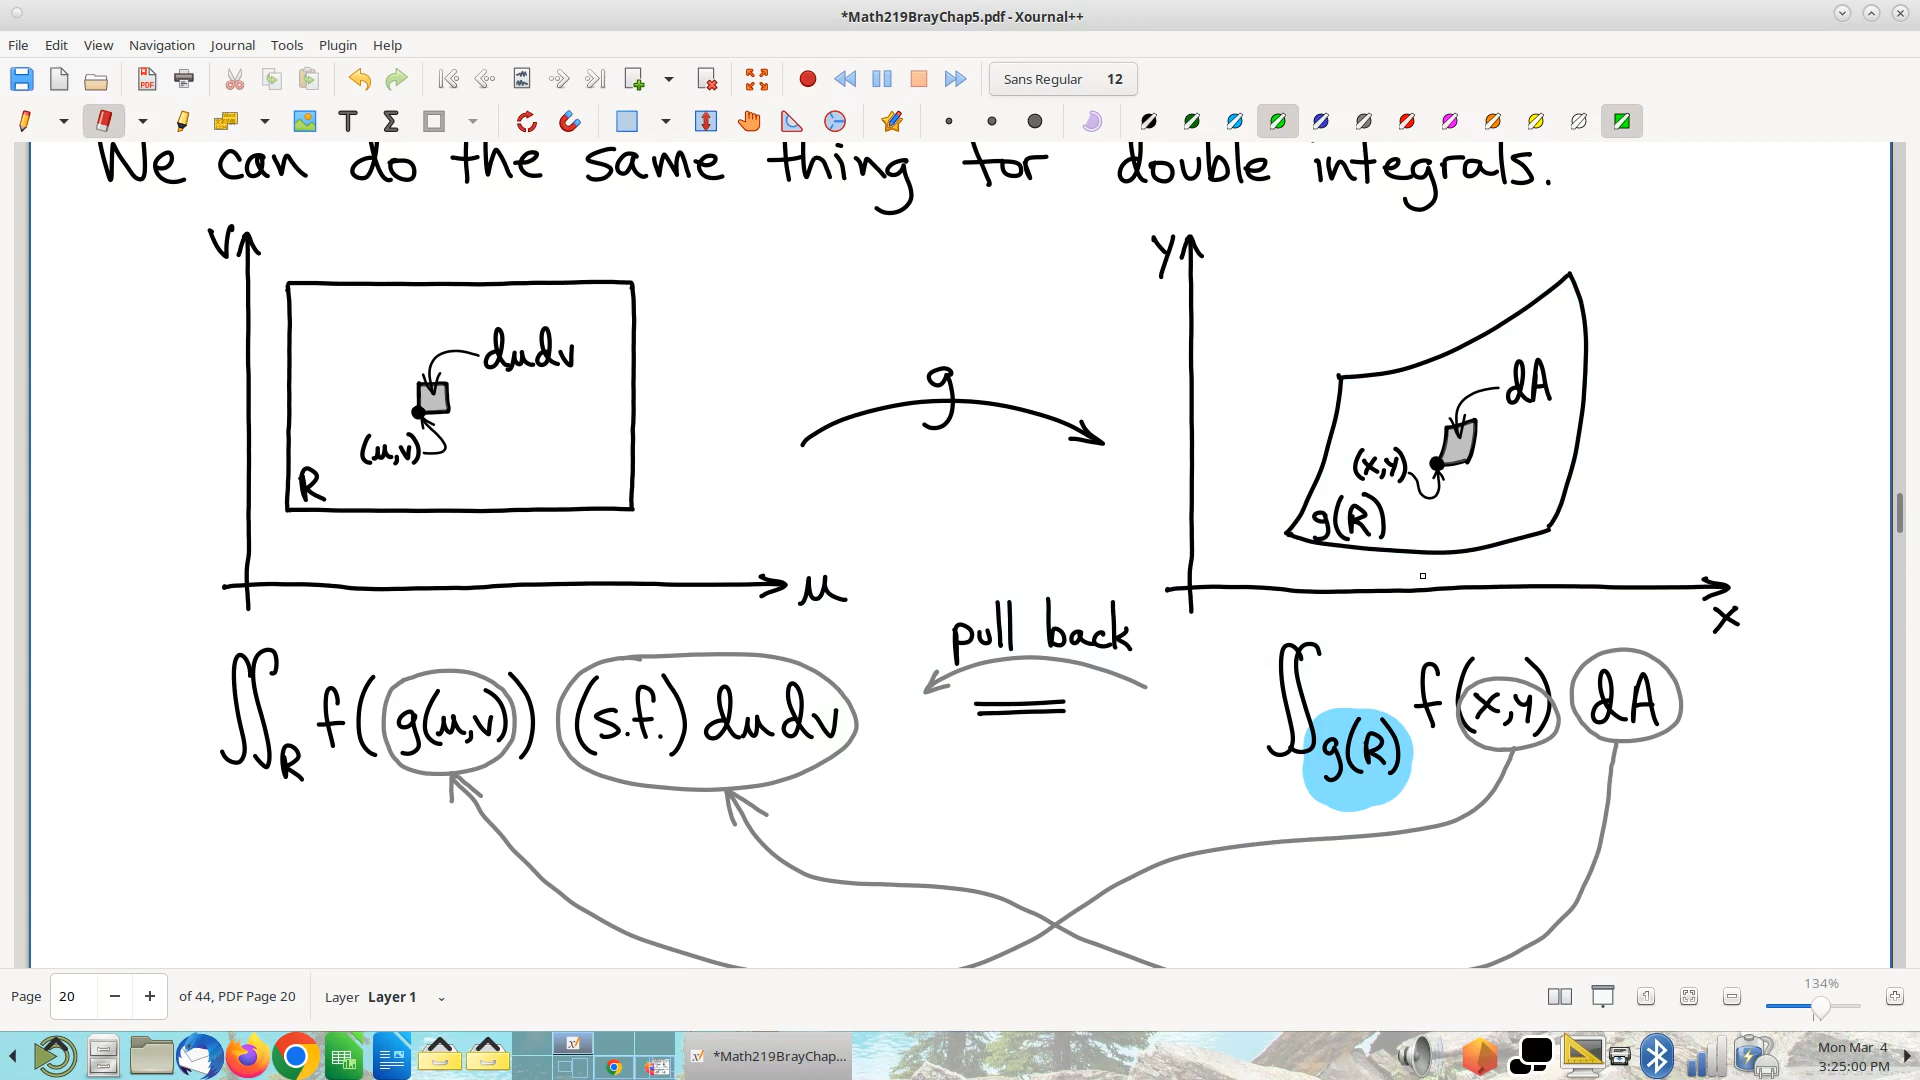 *Math219BrayChap5.pdf - Xournal++
File Edit View Navigation Journal Tools Plugin Help
Sans Regular 12
We can do the same thing for double integrals.
V
y
dudv
g
dA
(u,v)
(x,y)
R
g(R)
u
x
pull back
∬_R f(g(u,v)) (s.f.) dudv = ∬_g(R) f(x,y) dA
Page 20 of 44, PDF Page 20 Layer Layer 1
134%
*Math219BrayChap...
Mon Mar 4
3:25:00 PM